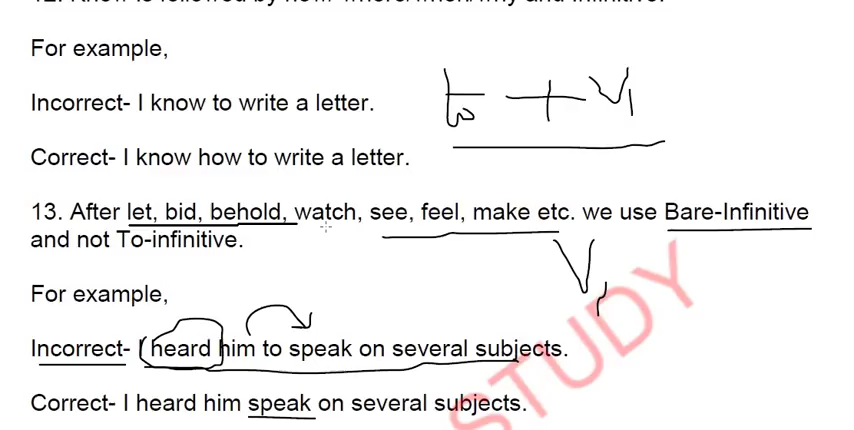 For example,
Incorrect- I know to write a letter.
to + V1
Correct- I know how to write a letter.
13. After let, bid, behold, watch, see, feel, make etc. we use Bare-Infinitive
and not To-infinitive.
V1
For example,
Incorrect- I heard him to speak on several subjects.
Correct- I heard him speak on several subjects.
STUDY